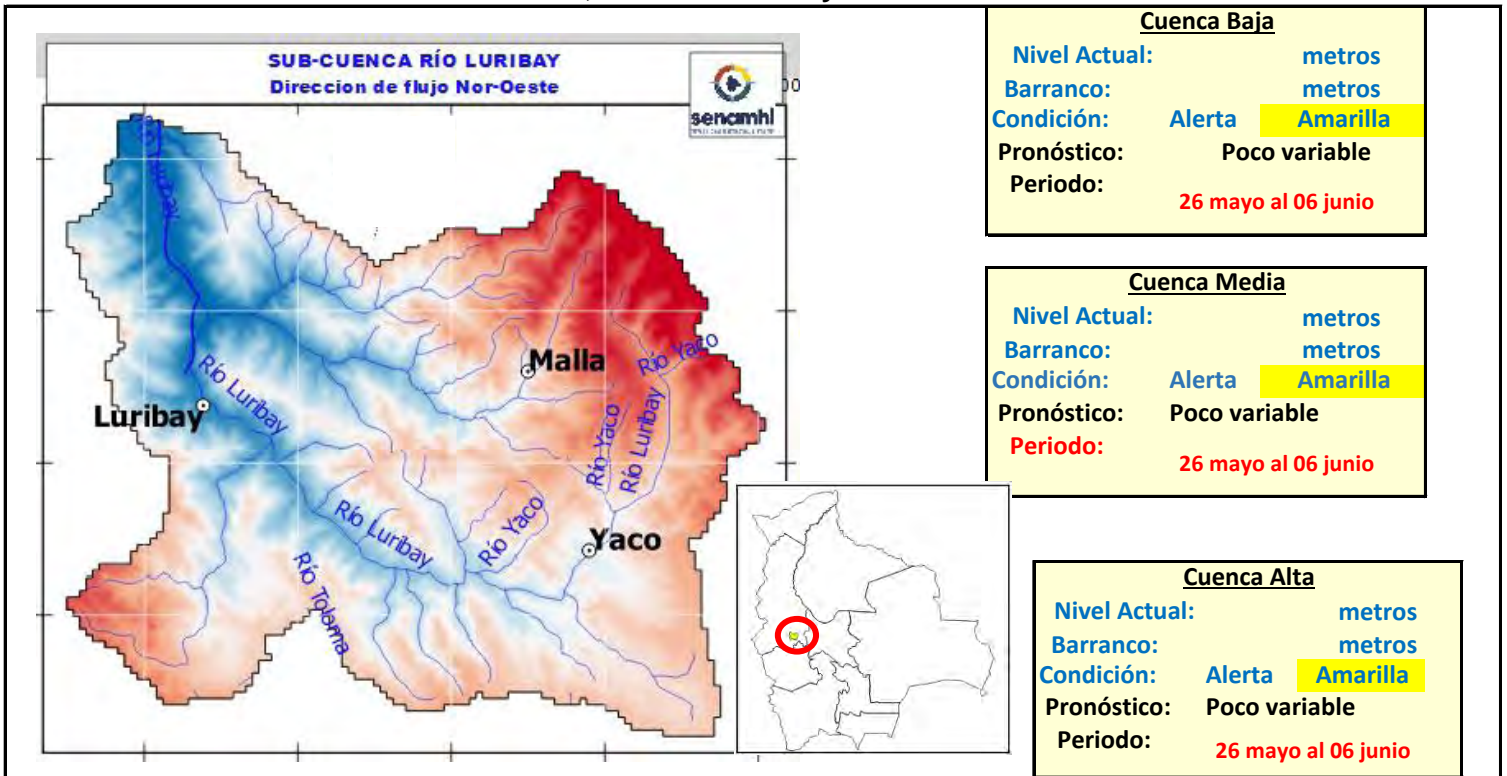 SUB-CUENCA RÍO LURIBAY
Direccion de flujo Nor-Oeste
senamhi
00
Río Luribay
Malla
Río Yaco
Luribay
Río Luribay
Río Yaco
Río Luribay
Río Luribay
Río Yaco
Yaco
Río Toloma
Cuenca Baja
Nivel Actual: metros
Barranco: metros
Condición: Alerta Amarilla
Pronóstico: Poco variable
Periodo:
26 mayo al 06 junio
Cuenca Media
Nivel Actual: metros
Barranco: metros
Condición: Alerta Amarilla
Pronóstico: Poco variable
Periodo:
26 mayo al 06 junio
Cuenca Alta
Nivel Actual: metros
Barranco: metros
Condición: Alerta Amarilla
Pronóstico: Poco variable
Periodo:
26 mayo al 06 junio